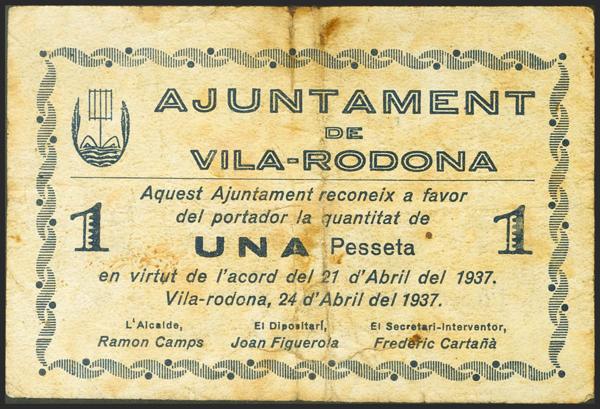 AJUNTAMENT
DE
VILA-RODONA
Aquest Ajuntament reconeix a favor
del portador la quantitat de
1 UNA Pesseta 1
en virtut de l'acord del 21 d'Abril del 1937.
Vila-rodona, 24 d'Abril del 1937.
L'Alcalde, El Dipositari, El Secretari-Interventor,
Ramon Camps Joan Figuerola Frederic Cartañà